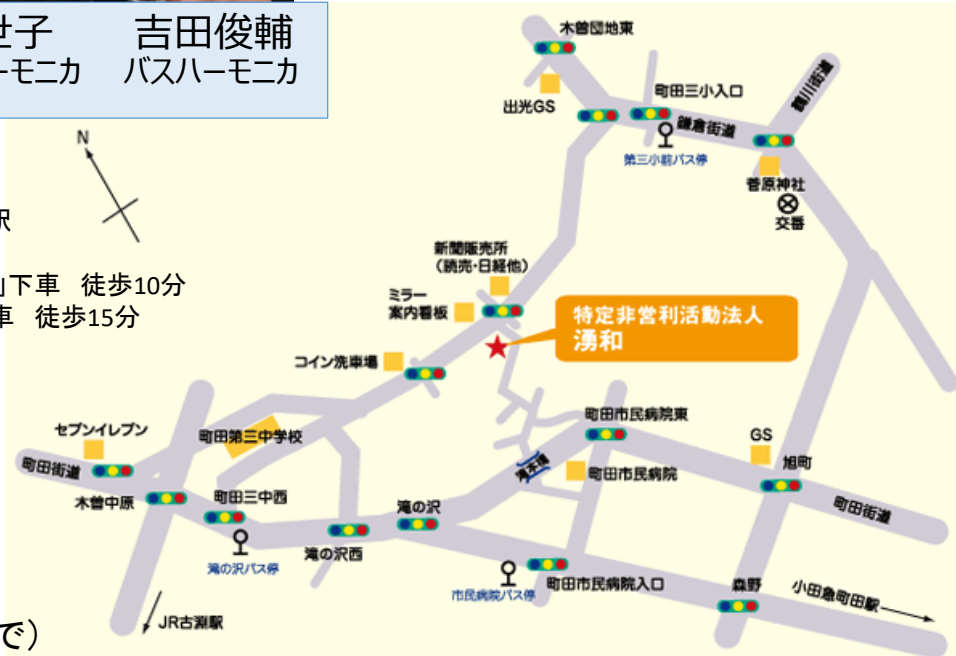 世子 吉田俊輔
ーモニカ バスハーモニカ
N
駅
下車 徒歩10分
車 徒歩15分
で）
木曽団地東
出光GS
町田三小入口
鎌倉街道
鶴川街道
第三小前バス停
菅原神社
交番
新聞販売所
（読売・日経他）
ミラー
案内看板
特定非営利活動法人
湧和
コイン洗車場
セブンイレブン
町田第三中学校
町田街道
木曽中原
町田三中西
滝の沢バス停
滝の沢西
滝の沢
JR古淵駅
町田市民病院東
滝本橋
町田市民病院
GS
旭町
町田街道
市民病院バス停
町田市民病院入口
森野
小田急町田駅